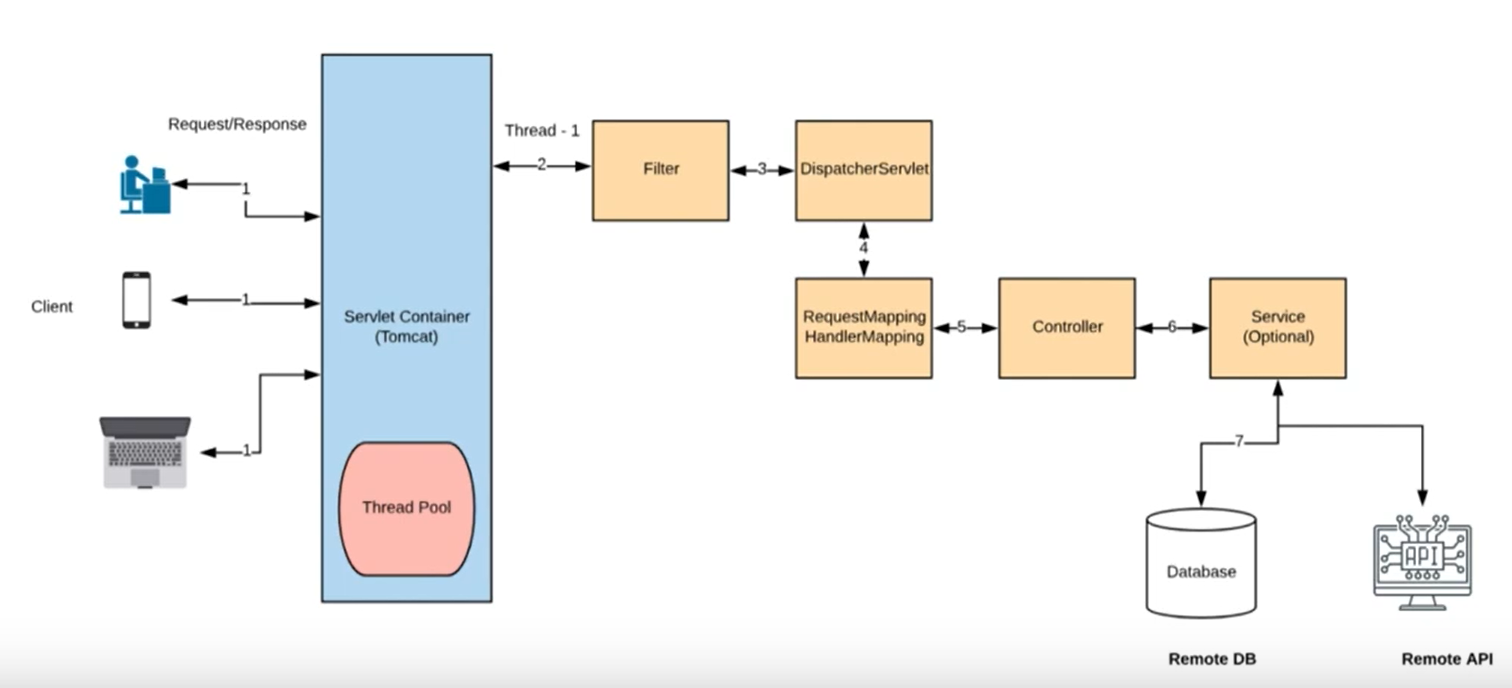 Request/Response
Thread - 1
1
2
Filter
3
DispatcherServlet
4
Client
1
Servlet Container
(Tomcat)
RequestMapping
HandlerMapping
5
Controller
6
Service
(Optional)
1
7
Thread Pool
Database
API
Remote DB
Remote API